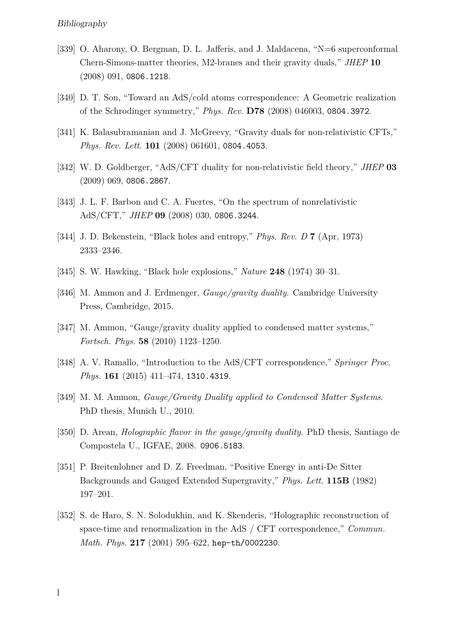 Bibliography
[339] O. Aharony, O. Bergman, D. L. Jafferis, and J. Maldacena, “N=6 superconformal
Chern-Simons-matter theories, M2-branes and their gravity duals,” JHEP 10
(2008) 091, 0806.1218.
[340] D. T. Son, “Toward an AdS/cold atoms correspondence: A Geometric realization
of the Schrodinger symmetry,” Phys. Rev. D78 (2008) 046003, 0804.3972.
[341] K. Balasubramanian and J. McGreevy, “Gravity duals for non-relativistic CFTs,”
Phys. Rev. Lett. 101 (2008) 061601, 0804.4053.
[342] W. D. Goldberger, “AdS/CFT duality for non-relativistic field theory,” JHEP 03
(2009) 069, 0806.2867.
[343] J. L. F. Barbon and C. A. Fuertes, “On the spectrum of nonrelativistic
AdS/CFT,” JHEP 09 (2008) 030, 0806.3244.
[344] J. D. Bekenstein, “Black holes and entropy,” Phys. Rev. D 7 (Apr, 1973)
2333–2346.
[345] S. W. Hawking, “Black hole explosions,” Nature 248 (1974) 30–31.
[346] M. Ammon and J. Erdmenger, Gauge/gravity duality. Cambridge University
Press, Cambridge, 2015.
[347] M. Ammon, “Gauge/gravity duality applied to condensed matter systems,”
Fortsch. Phys. 58 (2010) 1123–1250.
[348] A. V. Ramallo, “Introduction to the AdS/CFT correspondence,” Springer Proc.
Phys. 161 (2015) 411–474, 1310.4319.
[349] M. M. Ammon, Gauge/Gravity Duality applied to Condensed Matter Systems.
PhD thesis, Munich U., 2010.
[350] D. Arean, Holographic flavor in the gauge/gravity duality. PhD thesis, Santiago de
Compostela U., IGFAE, 2008. 0906.5183.
[351] P. Breitenlohner and D. Z. Freedman, “Positive Energy in anti-De Sitter
Backgrounds and Gauged Extended Supergravity,” Phys. Lett. 115B (1982)
197–201.
[352] S. de Haro, S. N. Solodukhin, and K. Skenderis, “Holographic reconstruction of
space-time and renormalization in the AdS / CFT correspondence,” Commun.
Math. Phys. 217 (2001) 595–622, hep-th/0002230.
l